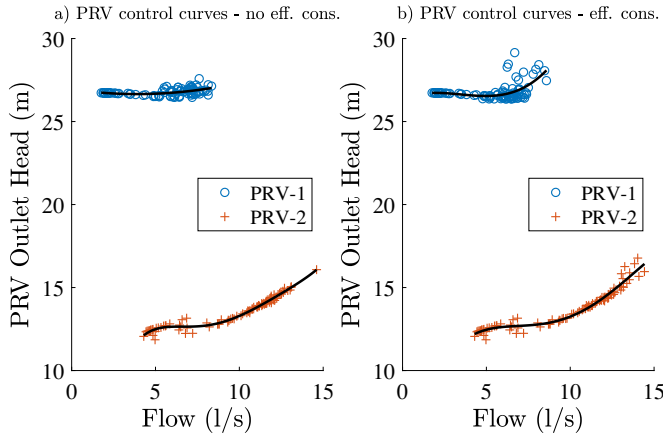 a) PRV control curves - no eff. cons.
30
25
20
15
10
0
5
10
15
PRV Outlet Head (m)
Flow (l/s)
PRV-1
PRV-2
b) PRV control curves - eff. cons.
30
25
20
15
10
0
5
10
15
PRV Outlet Head (m)
Flow (l/s)
PRV-1
PRV-2